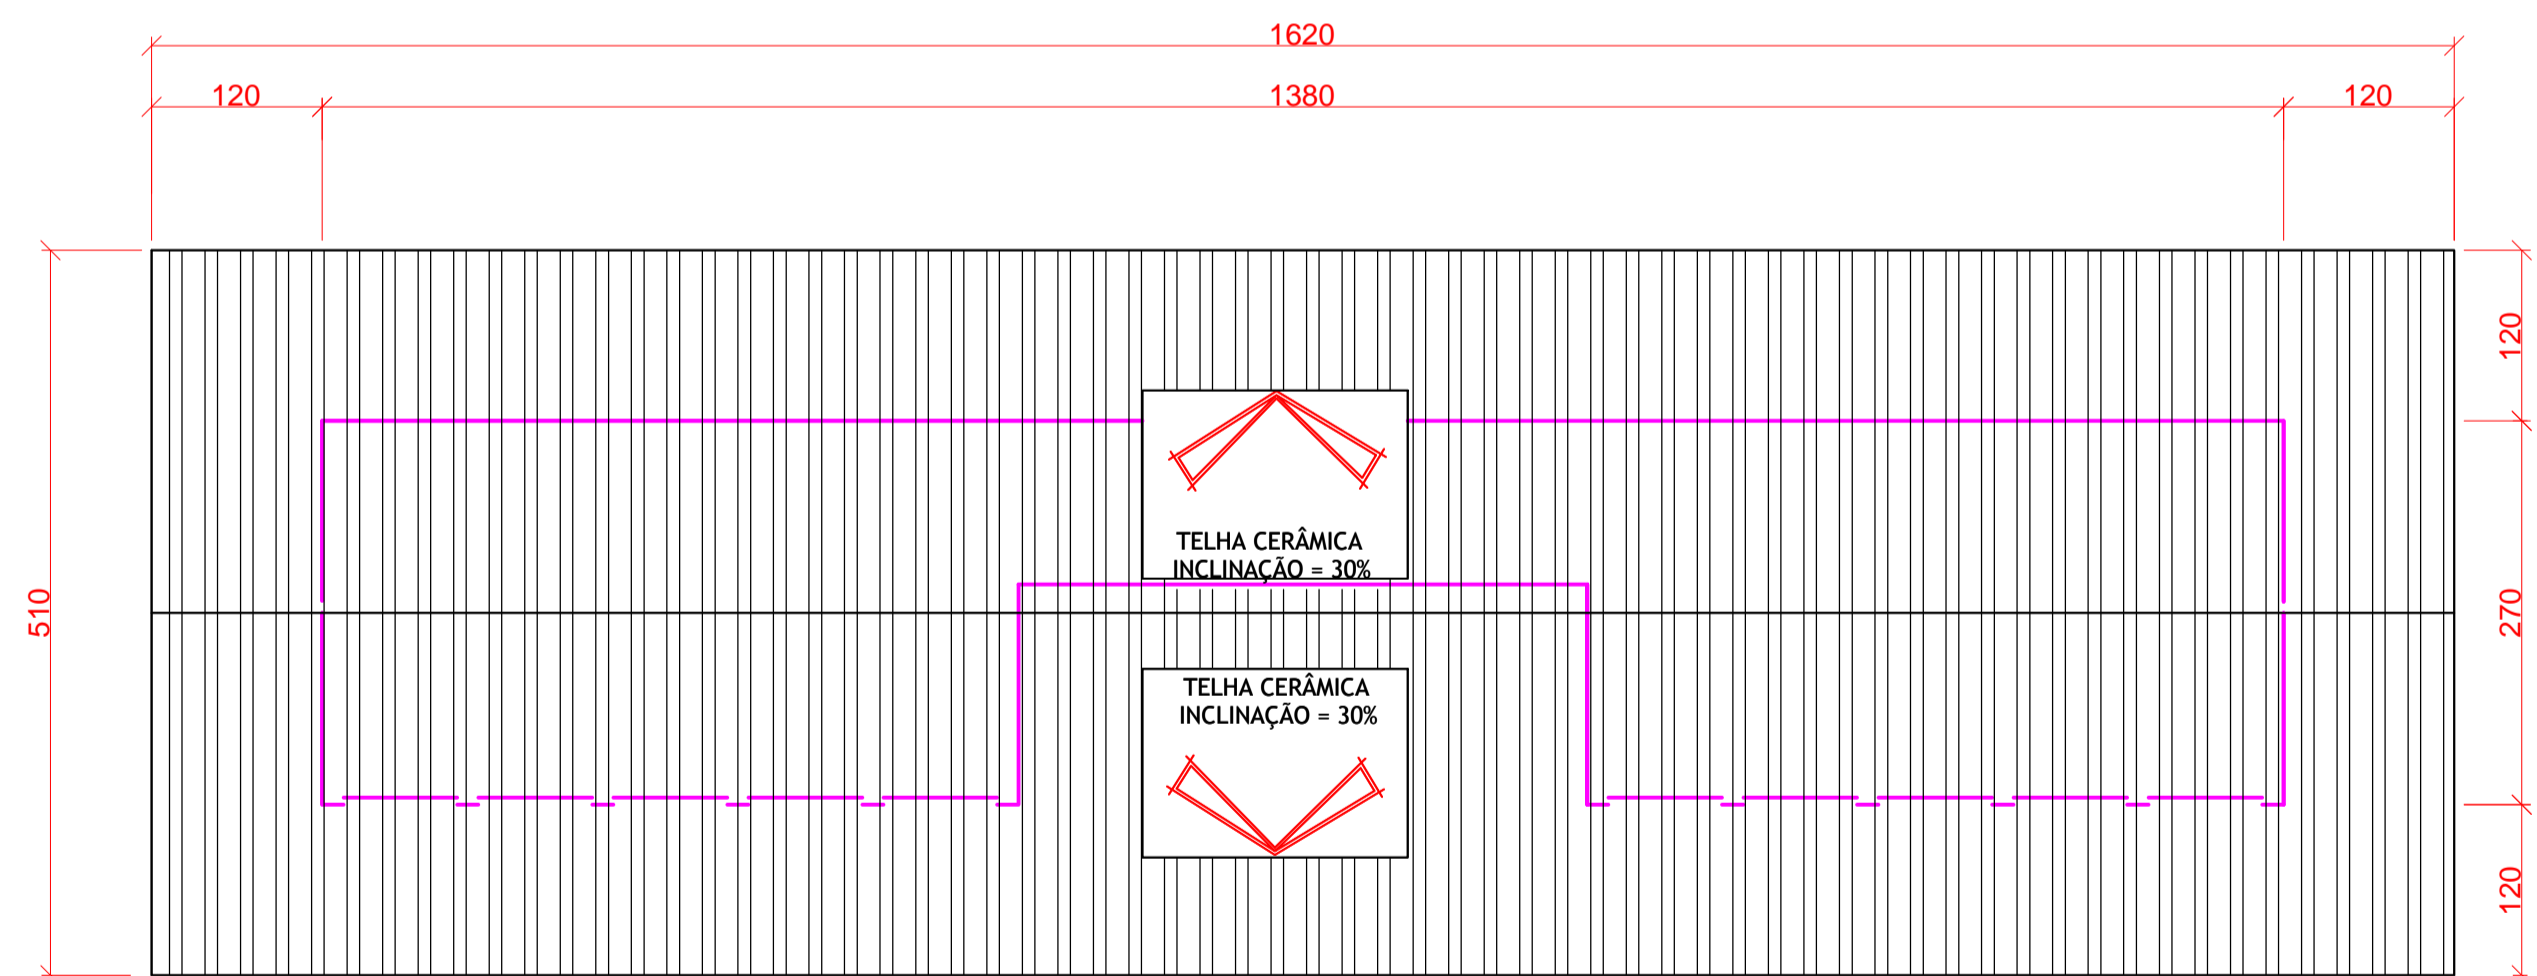 1620
120
1380
120
120
TELHA CERÂMICA
INCLINAÇÃO = 30%
510
270
TELHA CERÂMICA
INCLINAÇÃO = 30%
120